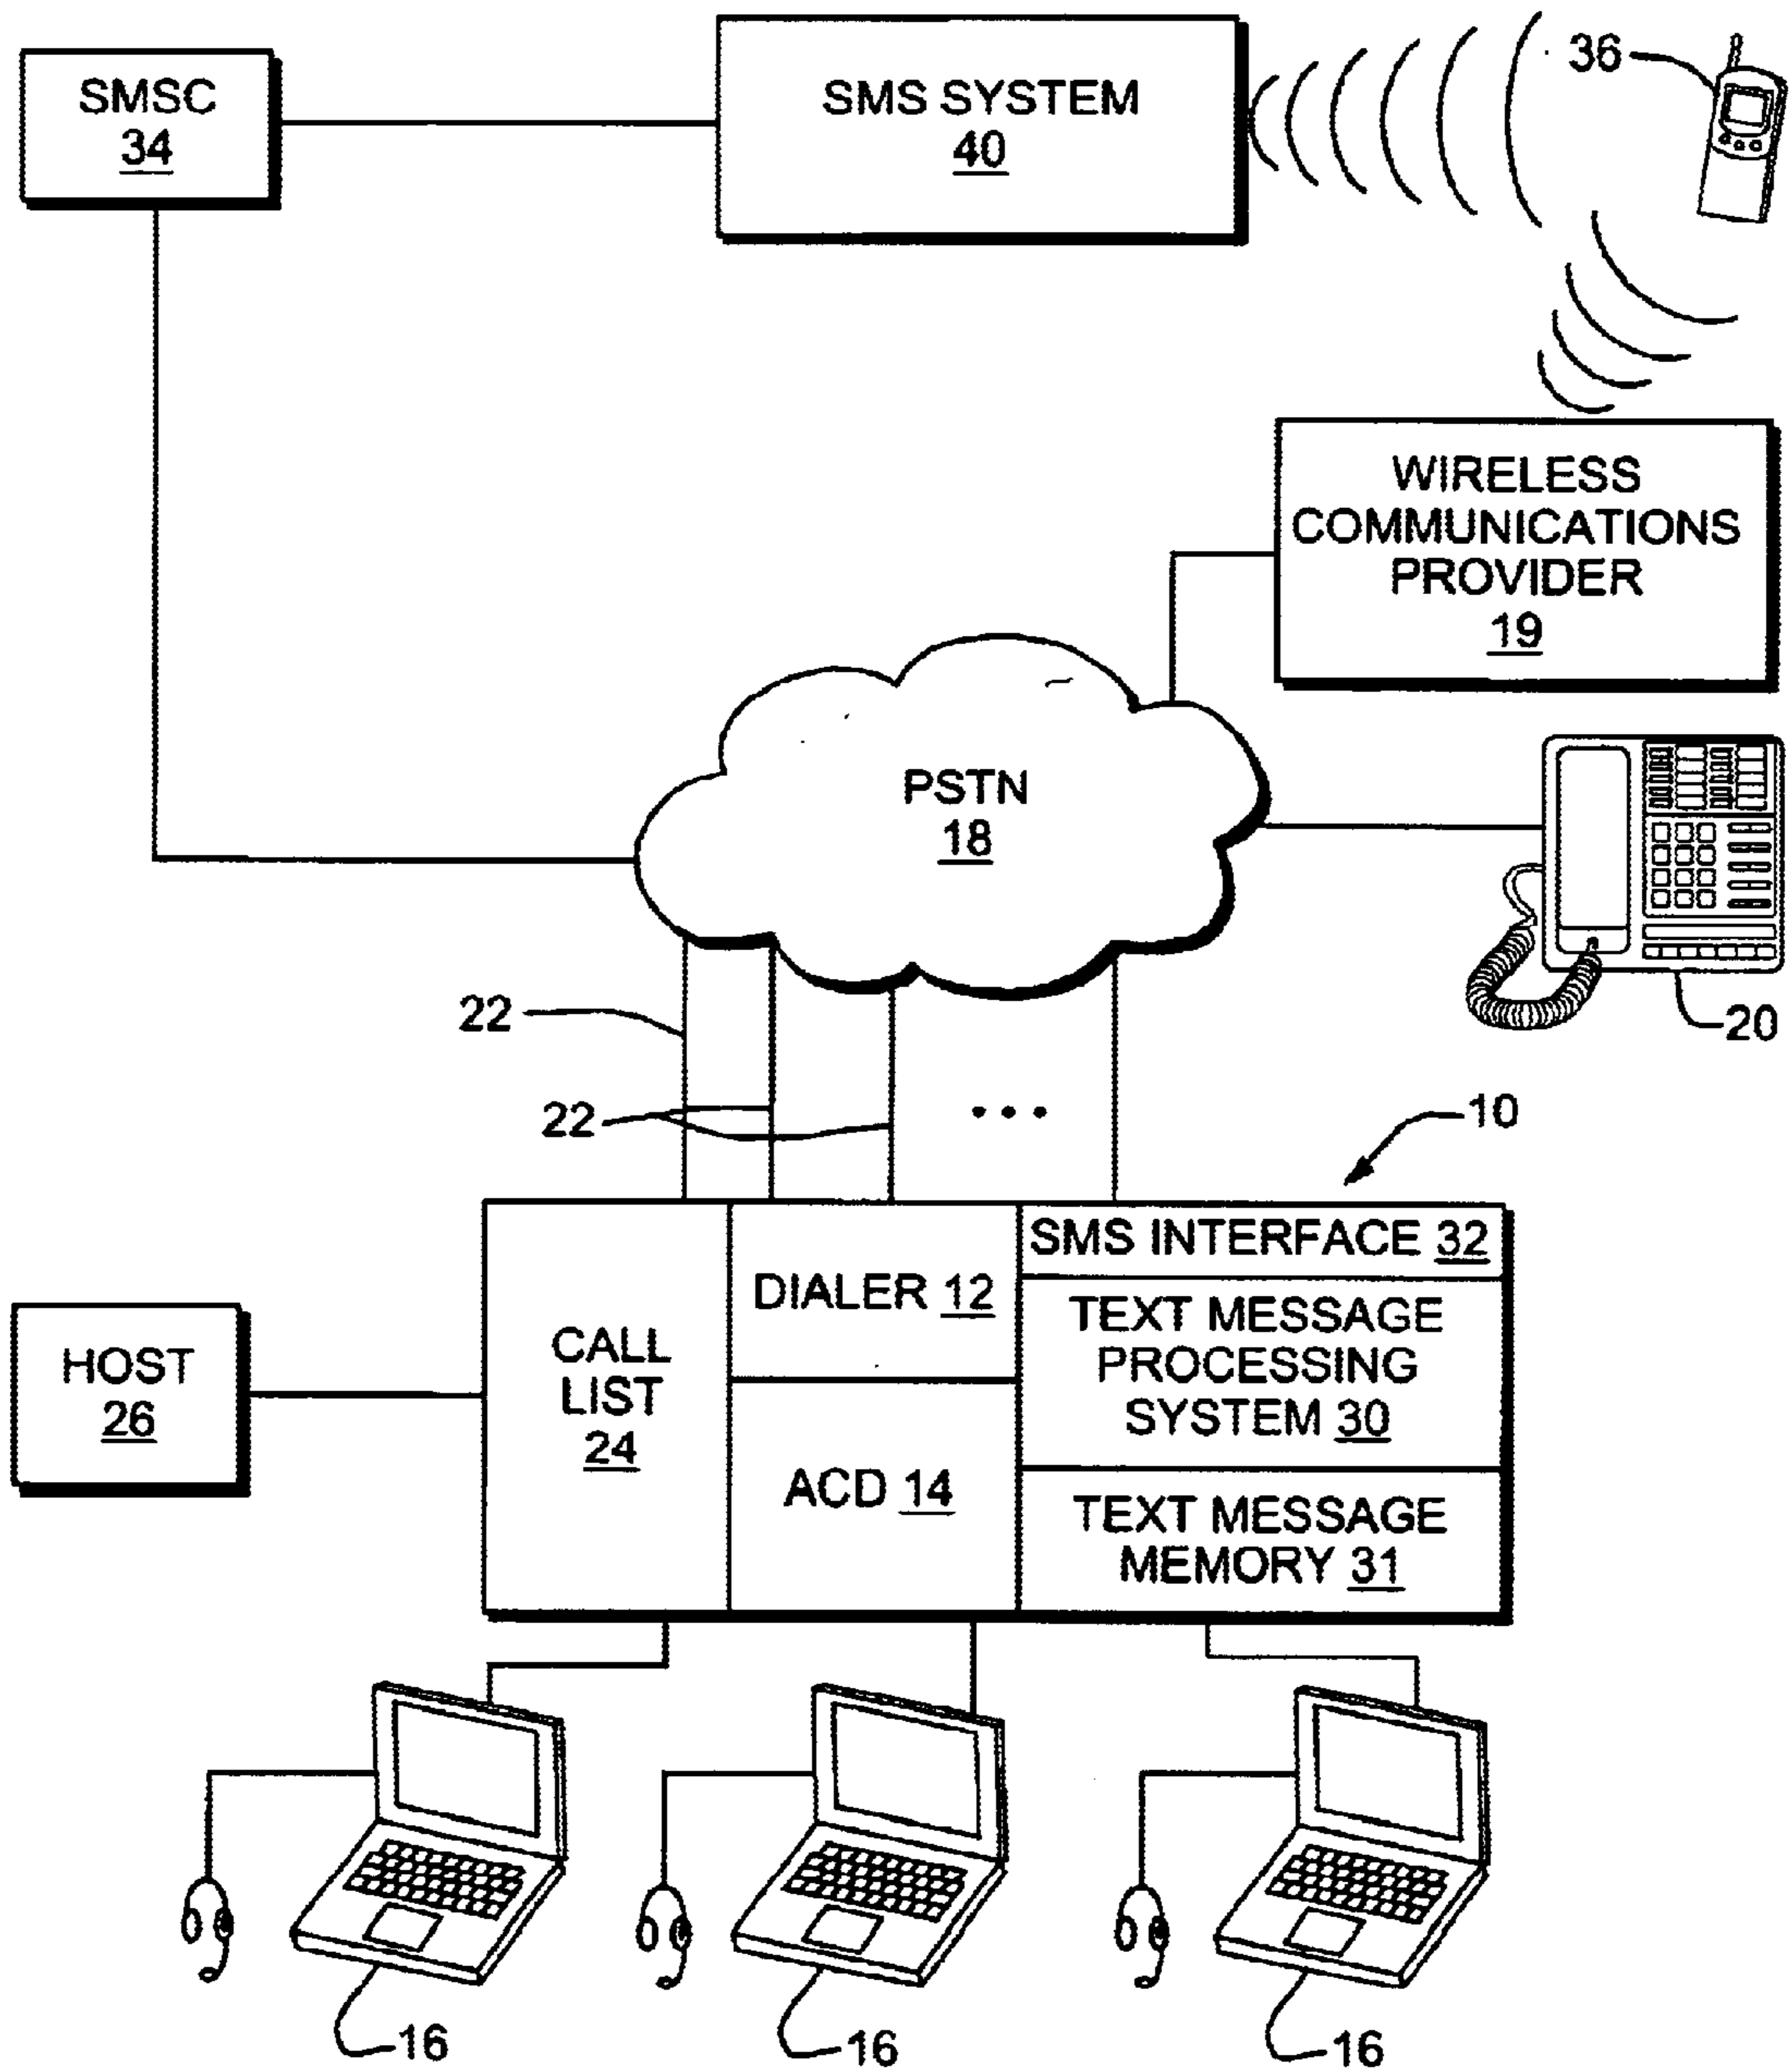 SMSC
34
SMS SYSTEM
40
36
WIRELESS
COMMUNICATIONS
PROVIDER
19
PSTN
18
20
22
22
...
10
HOST
26
CALL
LIST
24
DIALER 12
ACD 14
SMS INTERFACE 32
TEXT MESSAGE
PROCESSING
SYSTEM 30
TEXT MESSAGE
MEMORY 31
16
16
16